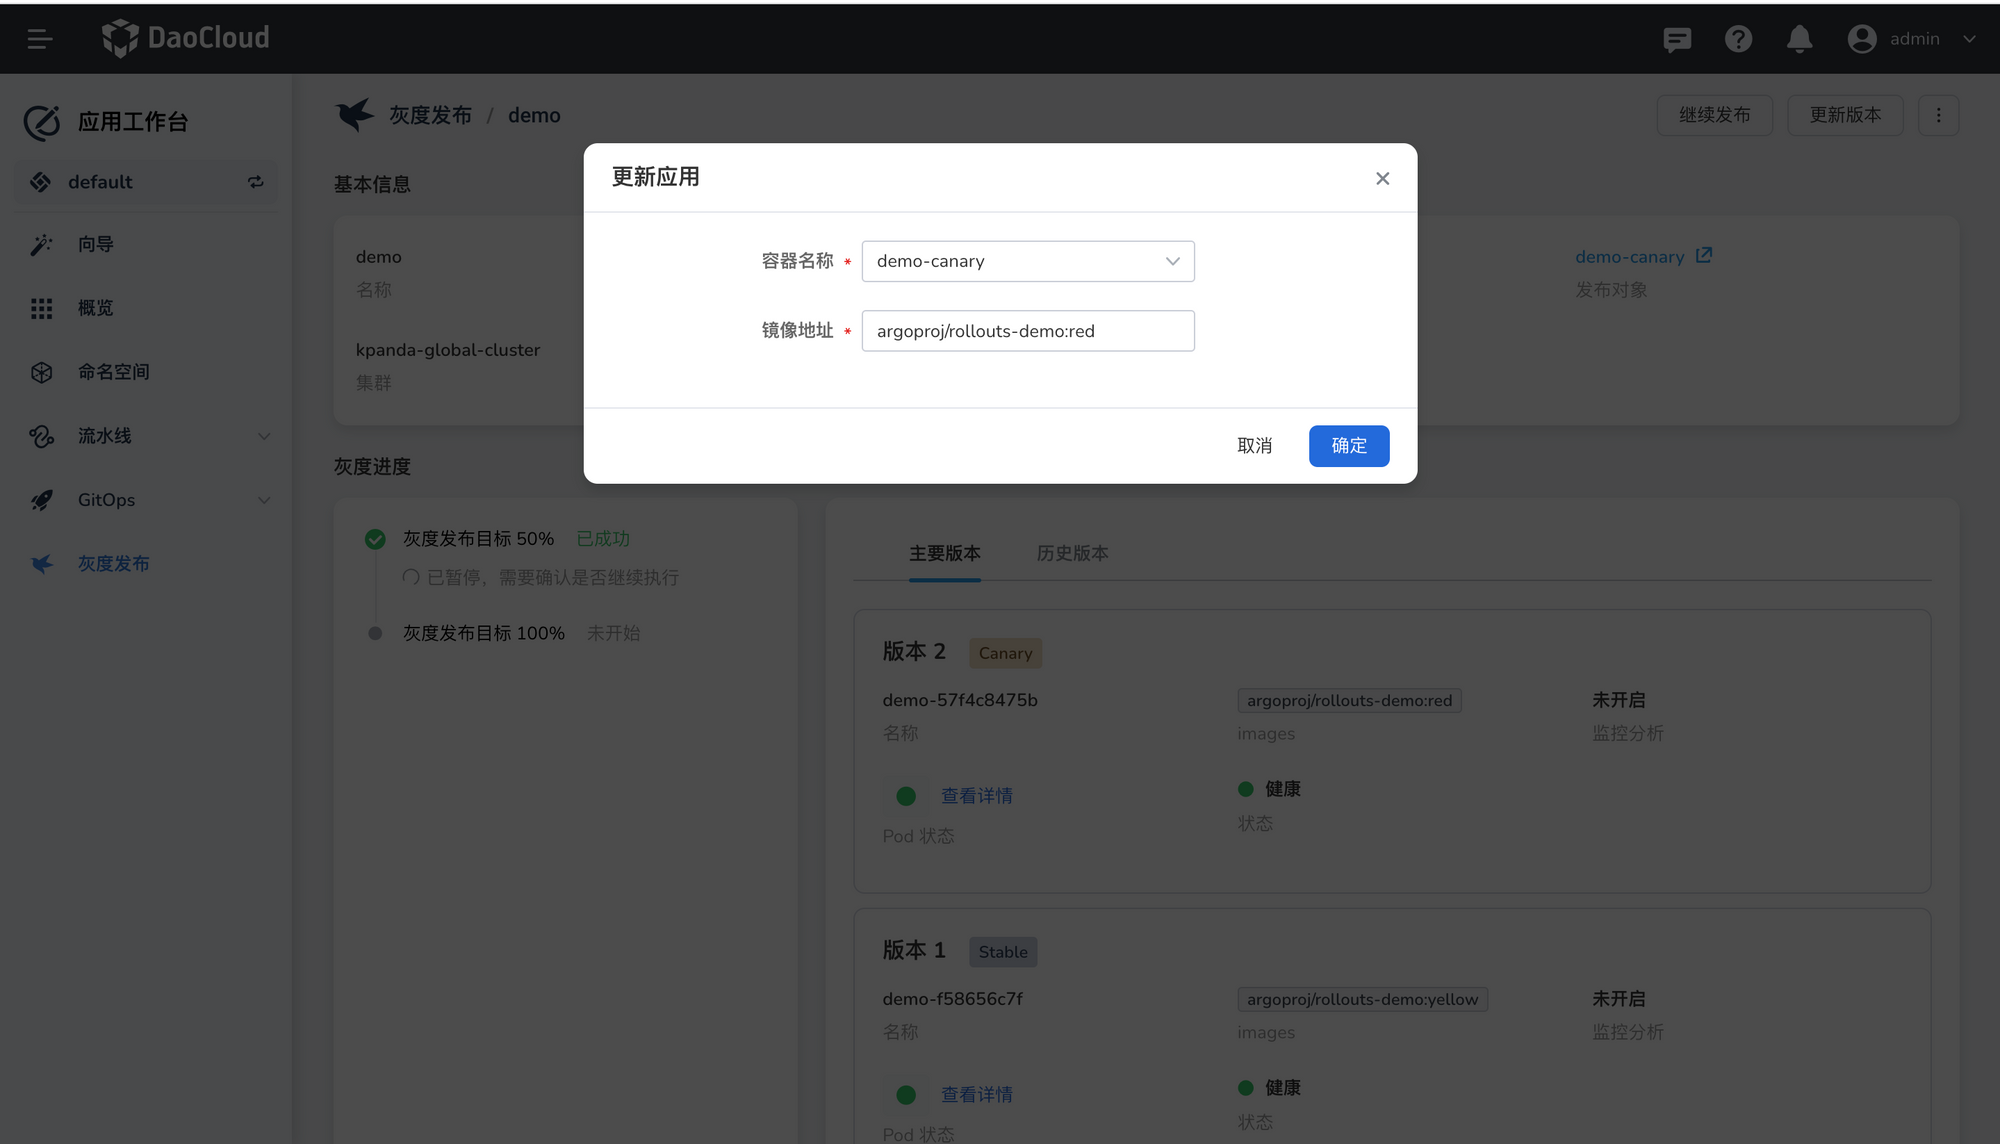 DaoCloud
admin
应用工作台
default
向导
概览
命名空间
流水线
GitOps
灰度发布
灰度发布 / demo
继续发布
更新版本
基本信息
demo
名称
kpanda-global-cluster
集群
demo-canary
发布对象
更新应用
容器名称 *
demo-canary
镜像地址 *
argoproj/rollouts-demo:red
取消
确定
灰度进度
灰度发布目标 50% 已成功
已暂停，需要确认是否继续执行
灰度发布目标 100% 未开始
主要版本
历史版本
版本 2 Canary
demo-57f4c8475b
名称
argoproj/rollouts-demo:red
images
未开启
监控分析
查看详情
Pod 状态
健康
状态
版本 1 Stable
demo-f58656c7f
名称
argoproj/rollouts-demo:yellow
images
未开启
监控分析
查看详情
Pod 状态
健康
状态